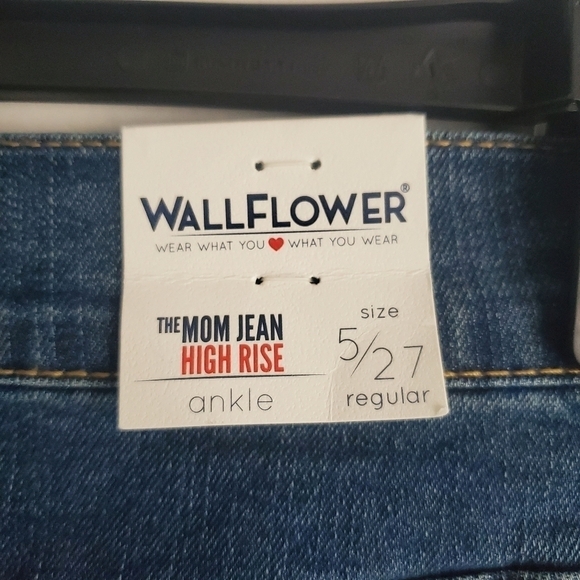 WALLFLOWER®
WEAR WHAT YOU ❤ WHAT YOU WEAR
THE MOM JEAN
HIGH RISE
ankle
size
5/27
regular